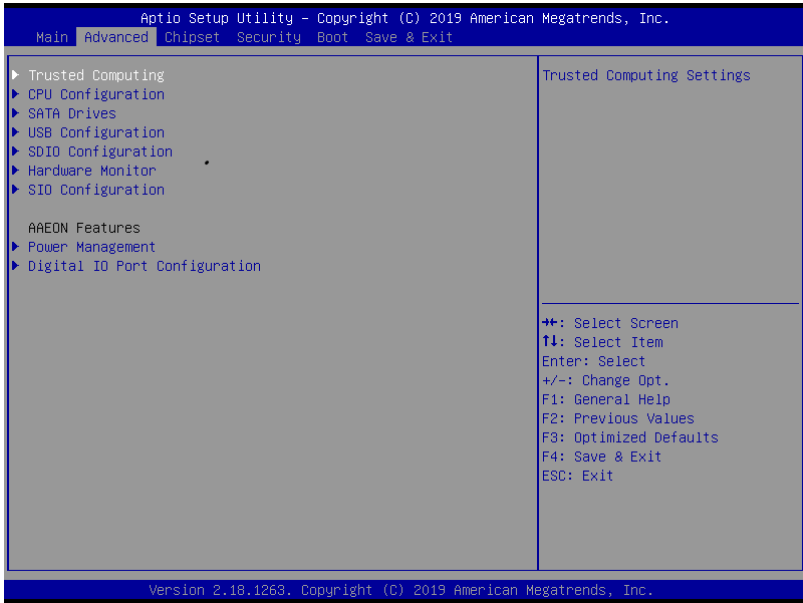 Aptio Setup Utility – Copyright (C) 2019 American Megatrends, Inc.
Main Advanced Chipset Security Boot Save & Exit
Trusted Computing
CPU Configuration
SATA Drives
USB Configuration
SDIO Configuration
Hardware Monitor
SIO Configuration
AAEON Features
Power Management
Digital IO Port Configuration
Trusted Computing Settings
→←: Select Screen
↑↓: Select Item
Enter: Select
+/-: Change Opt.
F1: General Help
F2: Previous Values
F3: Optimized Defaults
F4: Save & Exit
ESC: Exit
Version 2.18.1263. Copyright (C) 2019 American Megatrends, Inc.